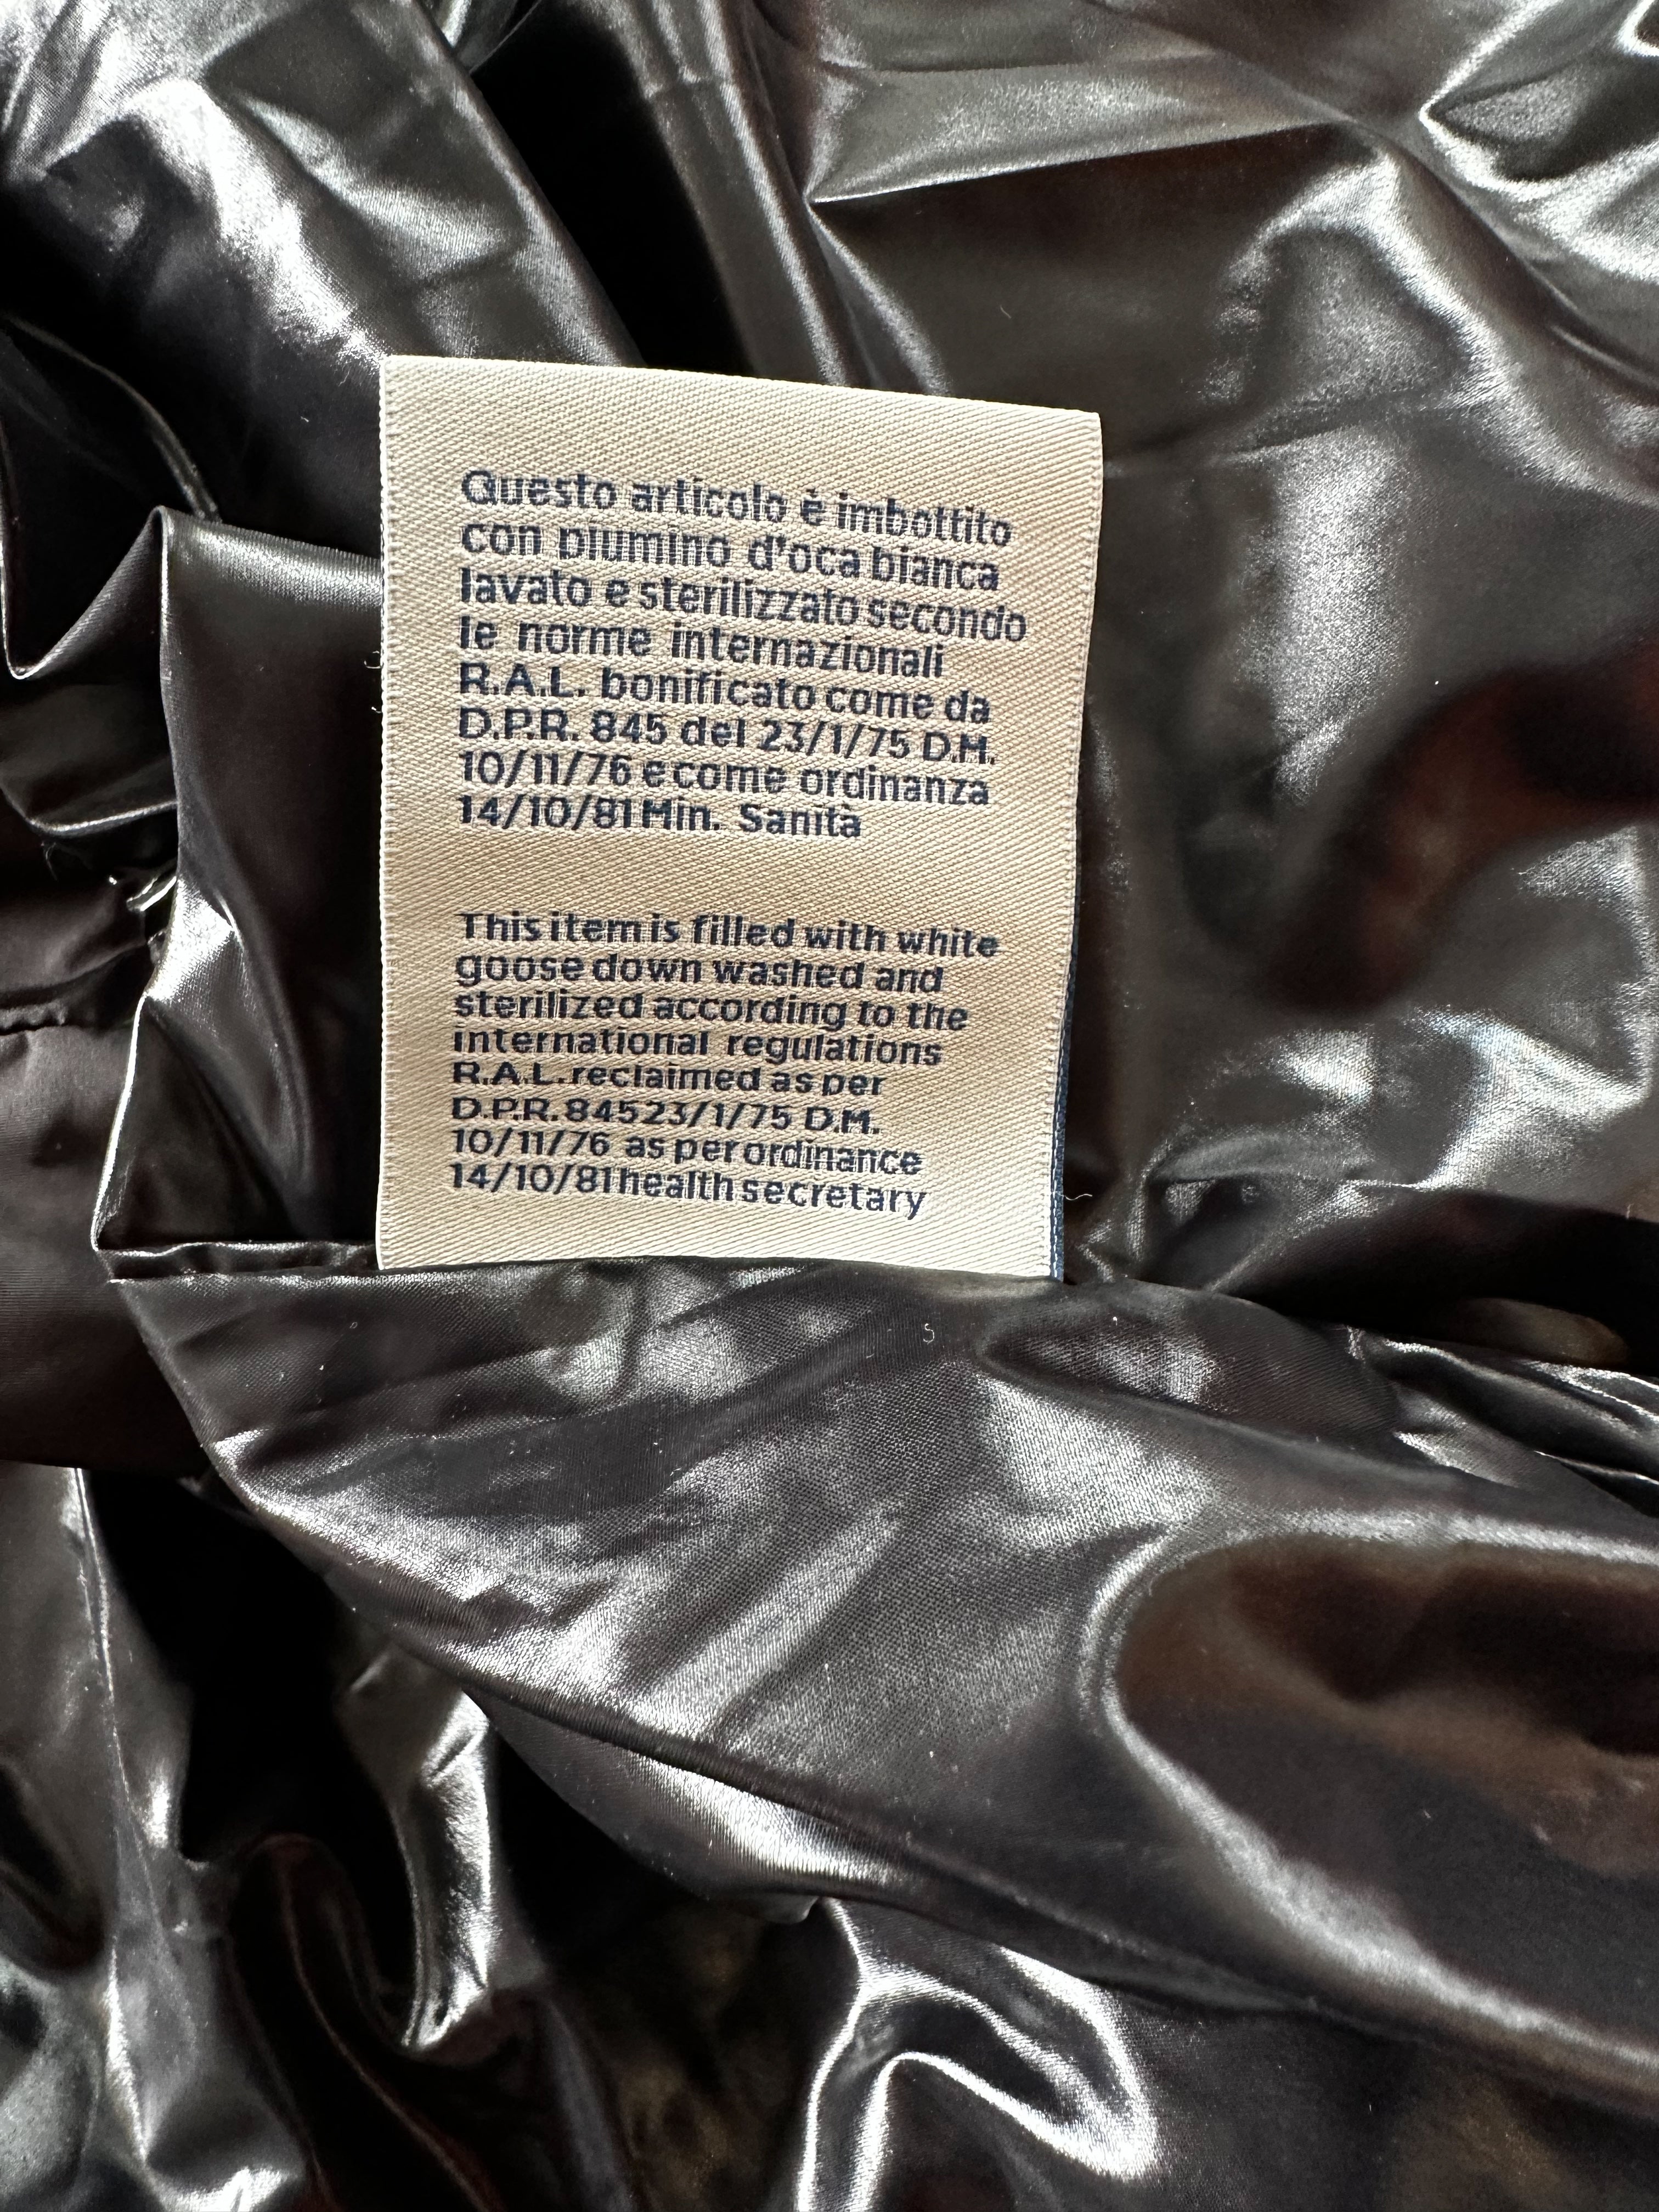 Questo articolo è imbottito
con piumino d'oca bianca
lavato e sterilizzato secondo
le norme internazionali
R.A.L. bonificato come da
D.P.R. 845 del 23/1/75 D.M.
10/11/76 e come ordinanza
14/10/81 Min. Sanità
This item is filled with white
goose down washed and
sterilized according to the
international regulations
R.A.L. reclaimed as per
D.P.R. 845 23/1/75 D.M.
10/11/76 as per ordinance
14/10/81 health secretary